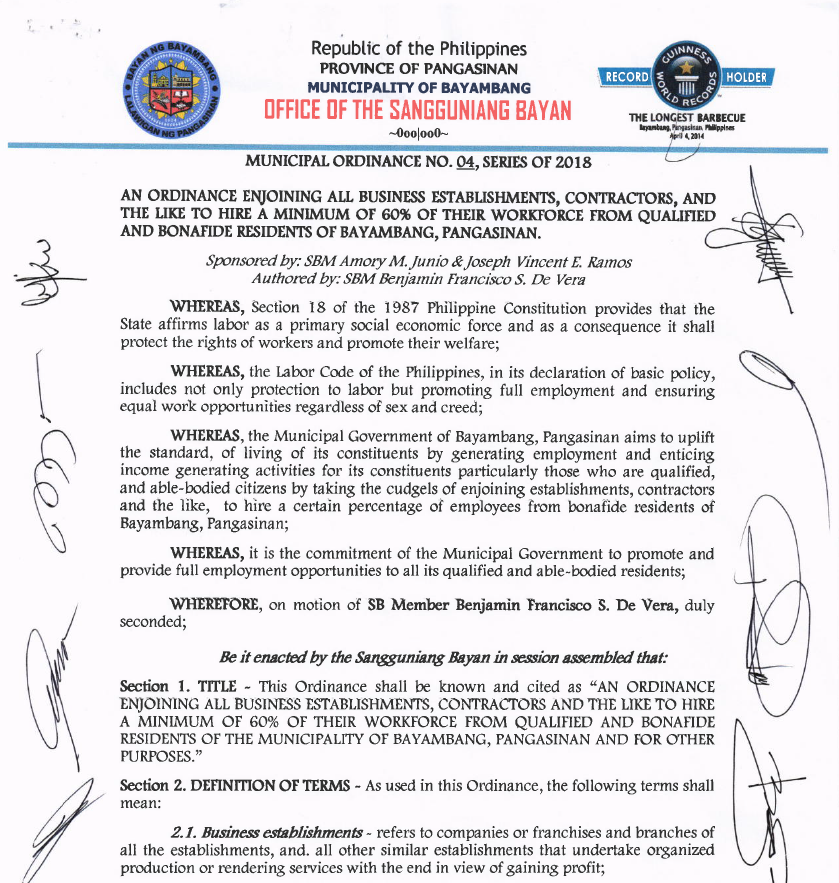 Republic of the Philippines
PROVINCE OF PANGASINAN
MUNICIPALITY OF BAYAMBANG
OFFICE OF THE SANGGUNIANG BAYAN
~0oo|oo0~
BAYAN NG BAYAMBANG
LALAWIGAN NG PANGASINAN
RECORD HOLDER
GUINNESS WORLD RECORDS
THE LONGEST BARBECUE
Bayambang, Pangasinan, Philippines
April 4, 2014
MUNICIPAL ORDINANCE NO. 04, SERIES OF 2018
AN ORDINANCE ENJOINING ALL BUSINESS ESTABLISHMENTS, CONTRACTORS, AND
THE LIKE TO HIRE A MINIMUM OF 60% OF THEIR WORKFORCE FROM QUALIFIED
AND BONAFIDE RESIDENTS OF BAYAMBANG, PANGASINAN.
Sponsored by: SBM Amory M. Junio & Joseph Vincent E. Ramos
Authored by: SBM Benjamin Francisco S. De Vera
WHEREAS, Section 18 of the 1987 Philippine Constitution provides that the
State affirms labor as a primary social economic force and as a consequence it shall
protect the rights of workers and promote their welfare;
WHEREAS, the Labor Code of the Philippines, in its declaration of basic policy,
includes not only protection to labor but promoting full employment and ensuring
equal work opportunities regardless of sex and creed;
WHEREAS, the Municipal Government of Bayambang, Pangasinan aims to uplift
the standard, of living of its constituents by generating employment and enticing
income generating activities for its constituents particularly those who are qualified,
and able-bodied citizens by taking the cudgels of enjoining establishments, contractors
and the like, to hire a certain percentage of employees from bonafide residents of
Bayambang, Pangasinan;
WHEREAS, it is the commitment of the Municipal Government to promote and
provide full employment opportunities to all its qualified and able-bodied residents;
WHEREFORE, on motion of SB Member Benjamin Francisco S. De Vera, duly
seconded;
Be it enacted by the Sangguniang Bayan in session assembled that:
Section 1. TITLE - This Ordinance shall be known and cited as “AN ORDINANCE
ENJOINING ALL BUSINESS ESTABLISHMENTS, CONTRACTORS AND THE LIKE TO HIRE
A MINIMUM OF 60% OF THEIR WORKFORCE FROM QUALIFIED AND BONAFIDE
RESIDENTS OF THE MUNICIPALITY OF BAYAMBANG, PANGASINAN AND FOR OTHER
PURPOSES.”
Section 2. DEFINITION OF TERMS - As used in this Ordinance, the following terms shall
mean:
2.1. Business establishments - refers to companies or franchises and branches of
all the establishments, and. all other similar establishments that undertake organized
production or rendering services with the end in view of gaining profit;